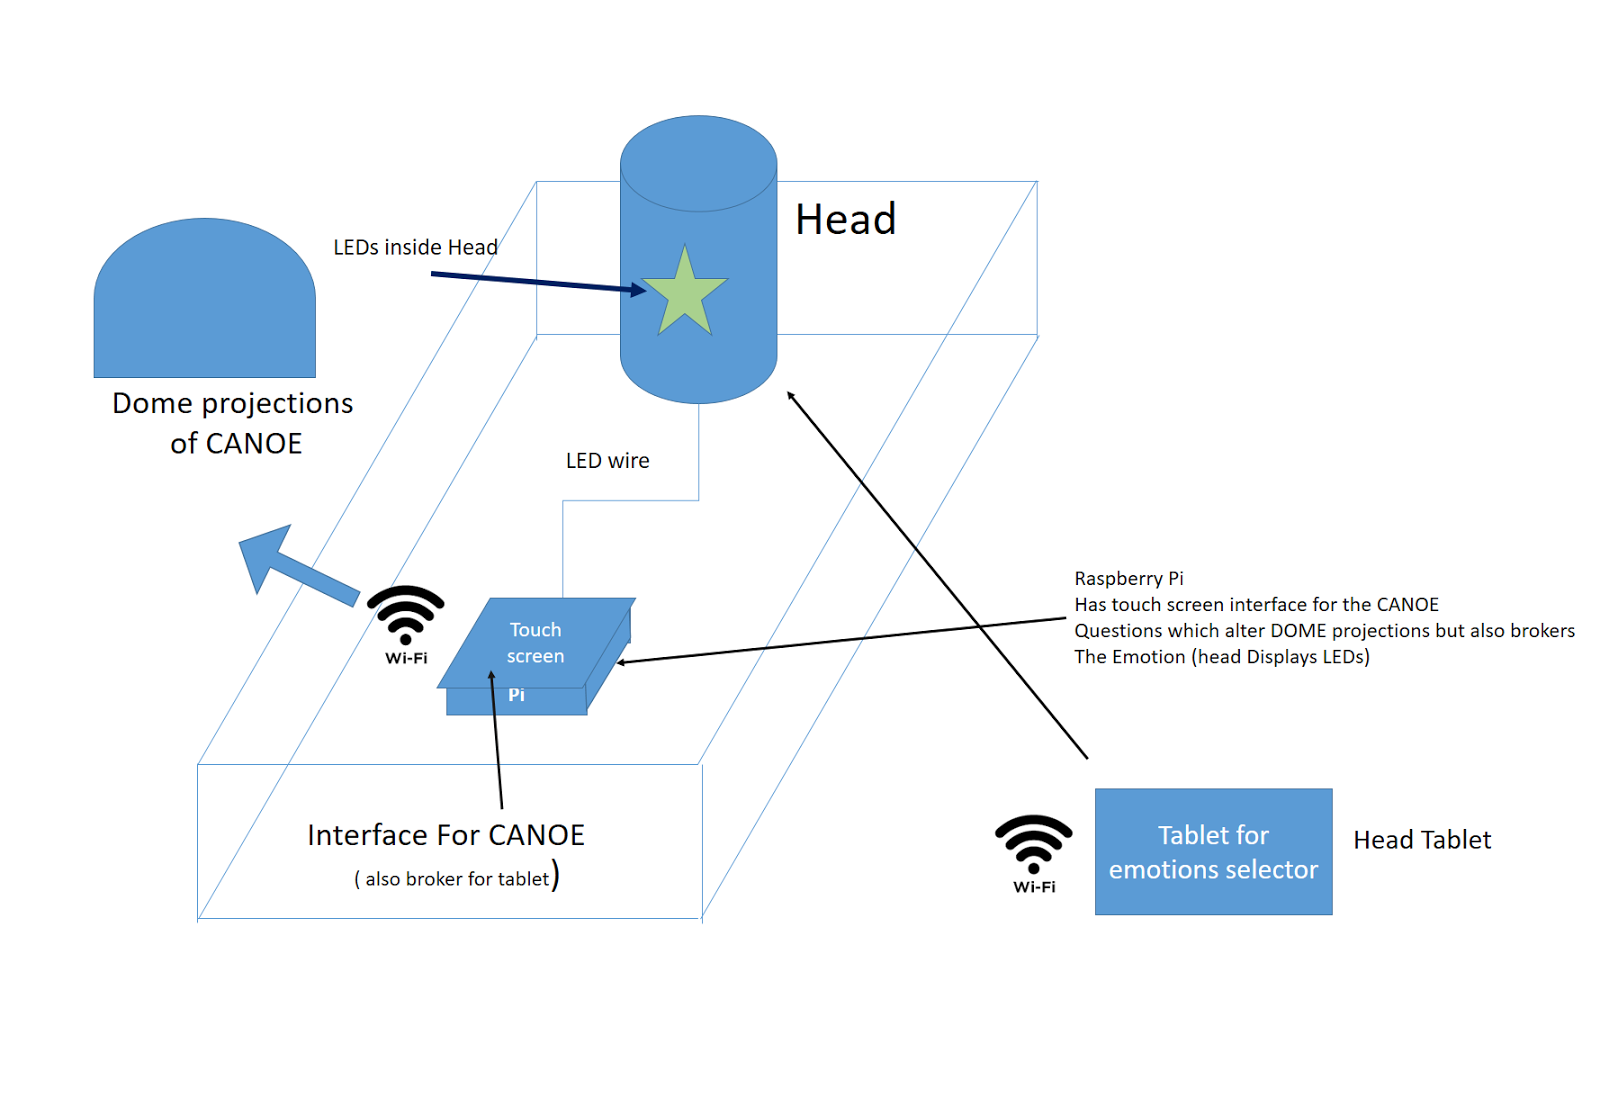 Head
LEDs inside Head
Dome projections
of CANOE
LED wire
Raspberry Pi
Has touch screen interface for the CANOE
Questions which alter DOME projections but also brokers
The Emotion (head Displays LEDs)
Touch
screen
Pi
Wi-Fi
Interface For CANOE
( also broker for tablet)
Wi-Fi
Tablet for
emotions selector
Head Tablet